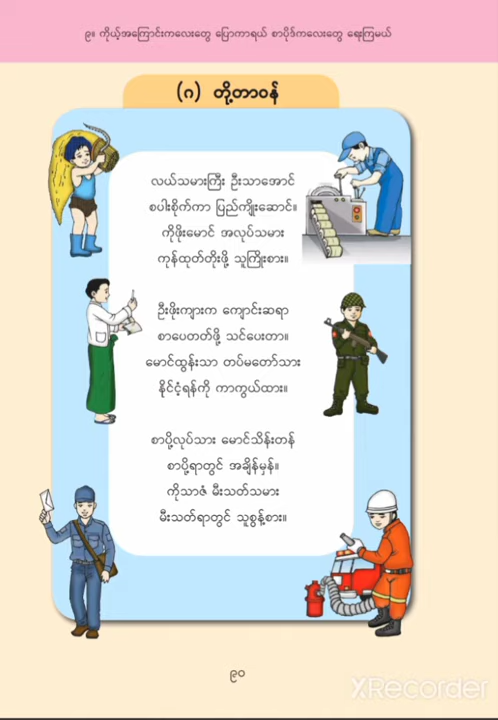 ၉။ ကိုယ့်အကြောင်းကလေးတွေ ပြောကာရယ် စာပိုဒ်ကလေးတွေ ရေးကြမယ်
(ဂ) တို့တာဝန်
လယ်သမားကြီး ဦးသာအောင်
စပါးစိုက်ကာ ပြည်ကျိုးဆောင်။
ကိုဖိုးမောင် အလုပ်သမား
ကုန်ထုတ်တိုးဖို့ သူကြိုးစား။
ဦးဖိုးကျားက ကျောင်းဆရာ
စာပေတတ်ဖို့ သင်ပေးတာ။
မောင်ထွန်းသာ တပ်မတော်သား
နိုင်ငံ့ရန်ကို ကာကွယ်ထား။
စာပို့လုပ်သား မောင်သိန်းတန်
စာပို့ရာတွင် အချိန်မှန်။
ကိုသာဇံ မီးသတ်သမား
မီးသတ်ရာတွင် သူစွန့်စား။
၉၀
XRecorder